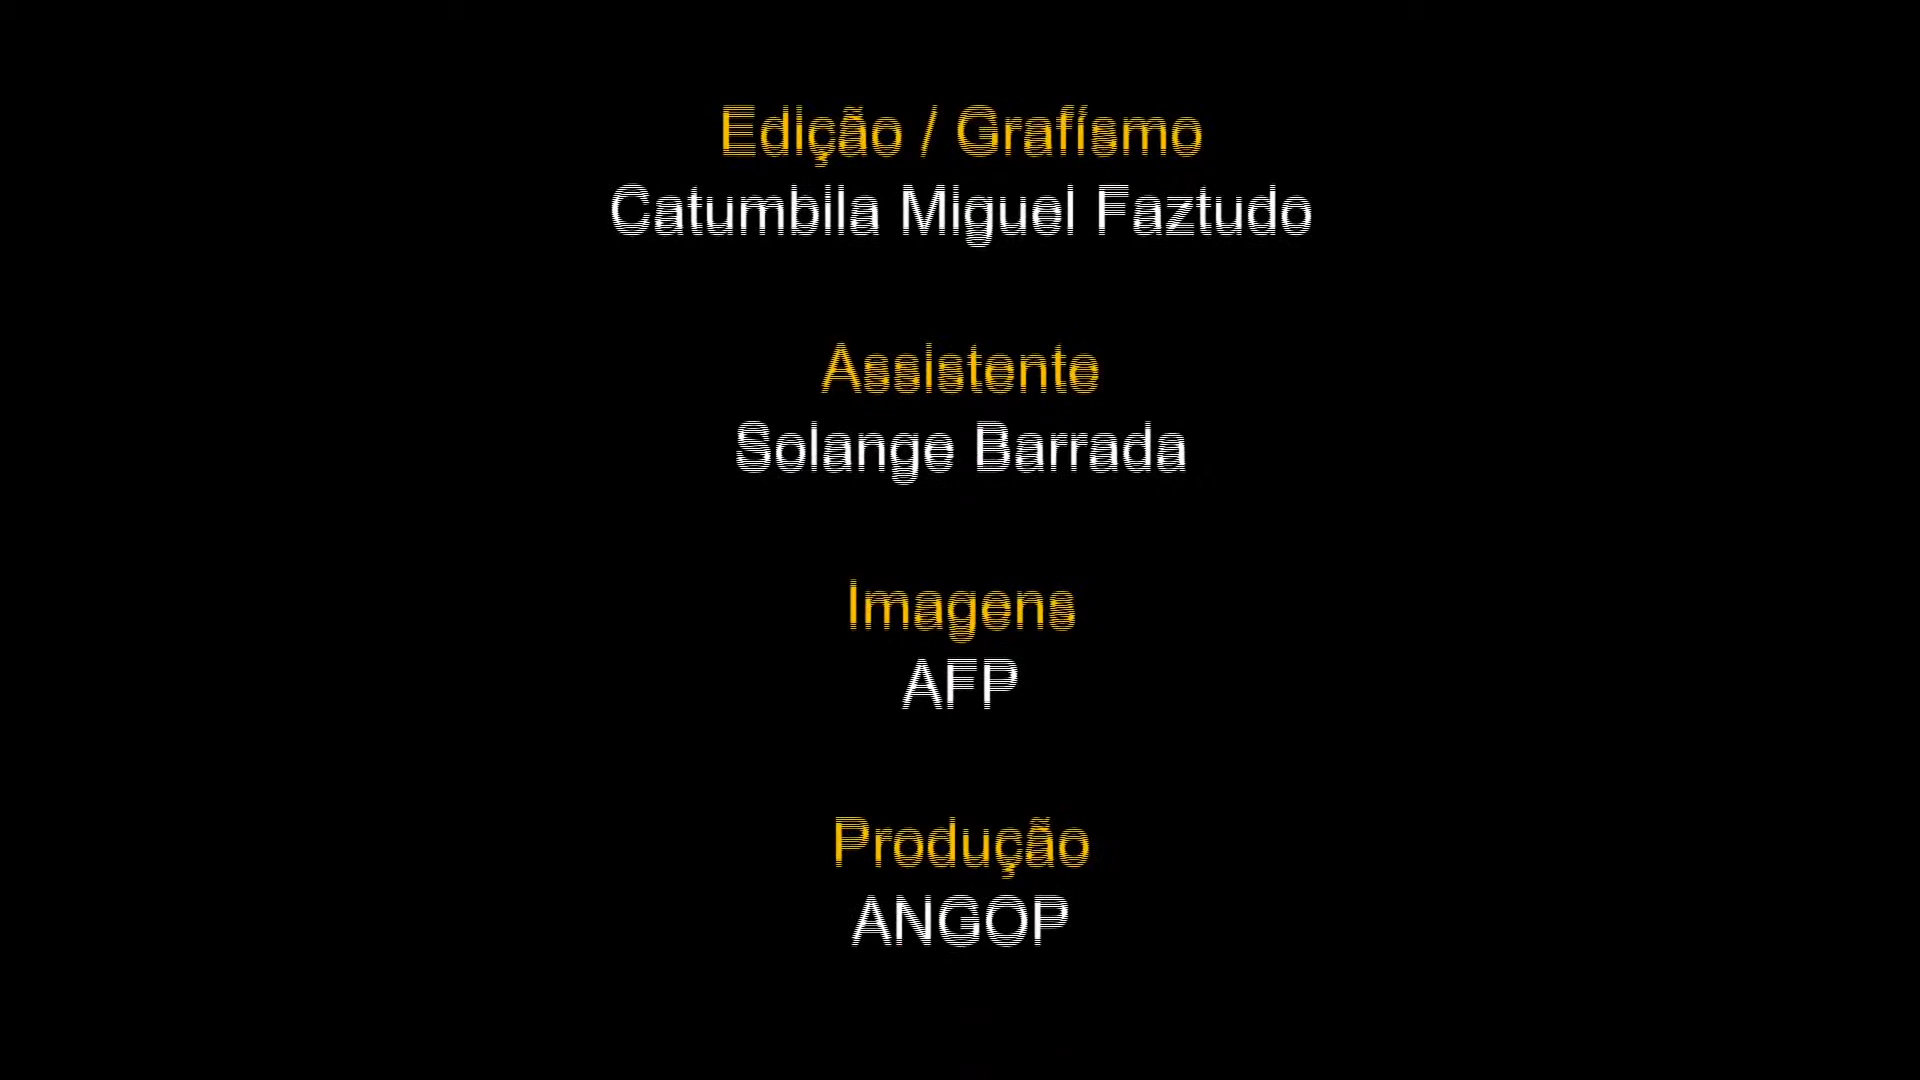 Edição / Grafísmo
Catumbila Miguel Faztudo
Assistente
Solange Barrada
Imagens
AFP
Produção
ANGOP